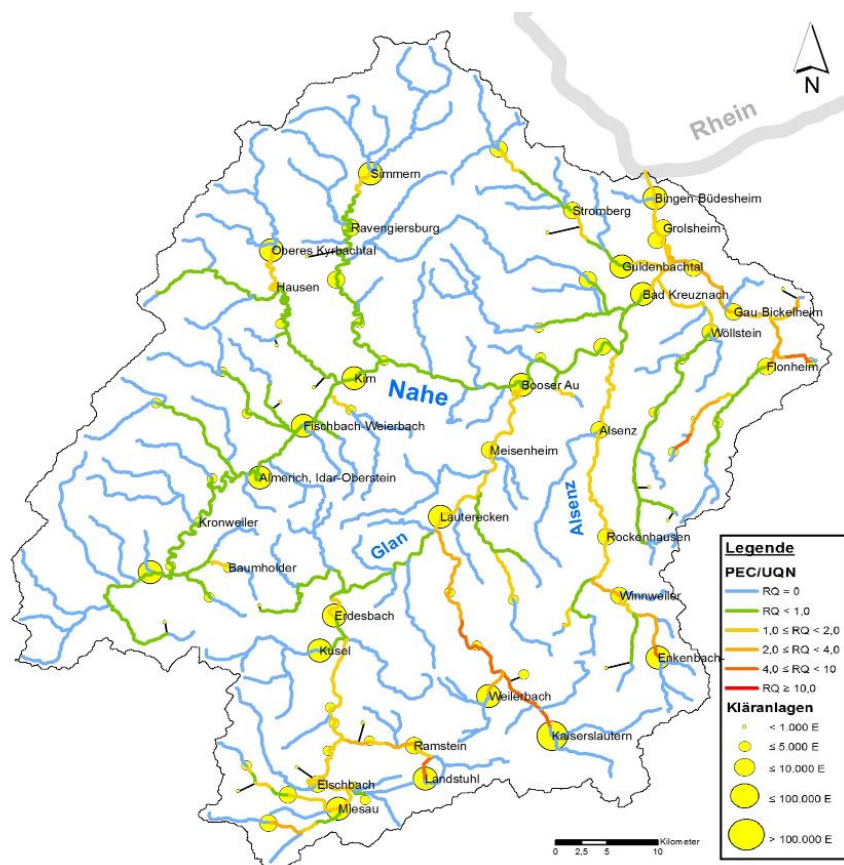 N
Rhein
Simmern
Bingen-Büdesheim
Stromberg
Ravengiersburg
Grolsheim
Oberes Kyrbachtal
Guldenbachtal
Hausen
Bad Kreuznach
Gau-Bickelheim
Wöllstein
Flonheim
Kirn
Nahe
Booser Au
Fischbach-Weierbach
Alsenz
Meisenheim
Almerich, Idar-Oberstein
Lauterecken
Kronweiler
Alsenz
Glan
Rockenhausen
Baumholder
Winnweiler
Erdesbach
Kusel
Enkenbach-
Weilerbach
Kaiserslautern
Ramstein
Landstuhl
Elschbach
Miesau
Legende
PEC/UQN
RQ = 0
RQ < 1,0
1,0 ≤ RQ < 2,0
2,0 ≤ RQ < 4,0
4,0 ≤ RQ < 10
RQ ≥ 10,0
Kläranlagen
< 1.000 E
≤ 5.000 E
≤ 10.000 E
≤ 100.000 E
> 100.000 E
Kilometer
0 2,5 5 10